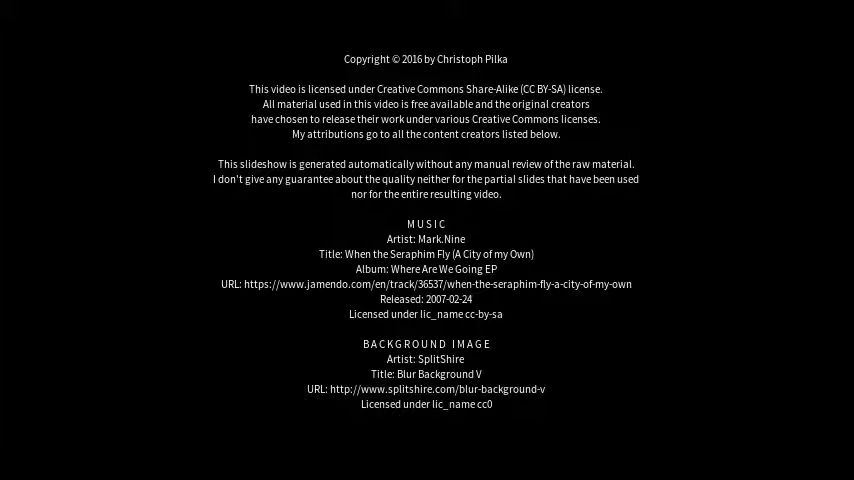 Copyright © 2016 by Christoph Pilka
This video is licensed under Creative Commons Share-Alike (CC BY-SA) license.
All material used in this video is free available and the original creators
have chosen to release their work under various Creative Commons licenses.
My attributions go to all the content creators listed below.
This slideshow is generated automatically without any manual review of the raw material.
I don't give any guarantee about the quality neither for the partial slides that have been used
nor for the entire resulting video.
M U S I C
Artist: Mark.Nine
Title: When the Seraphim Fly (A City of my Own)
Album: Where Are We Going EP
URL: https://www.jamendo.com/en/track/36537/when-the-seraphim-fly-a-city-of-my-own
Released: 2007-02-24
Licensed under lic_name cc-by-sa
B A C K G R O U N D   I M A G E
Artist: SplitShire
Title: Blur Background V
URL: http://www.splitshire.com/blur-background-v
Licensed under lic_name cc0